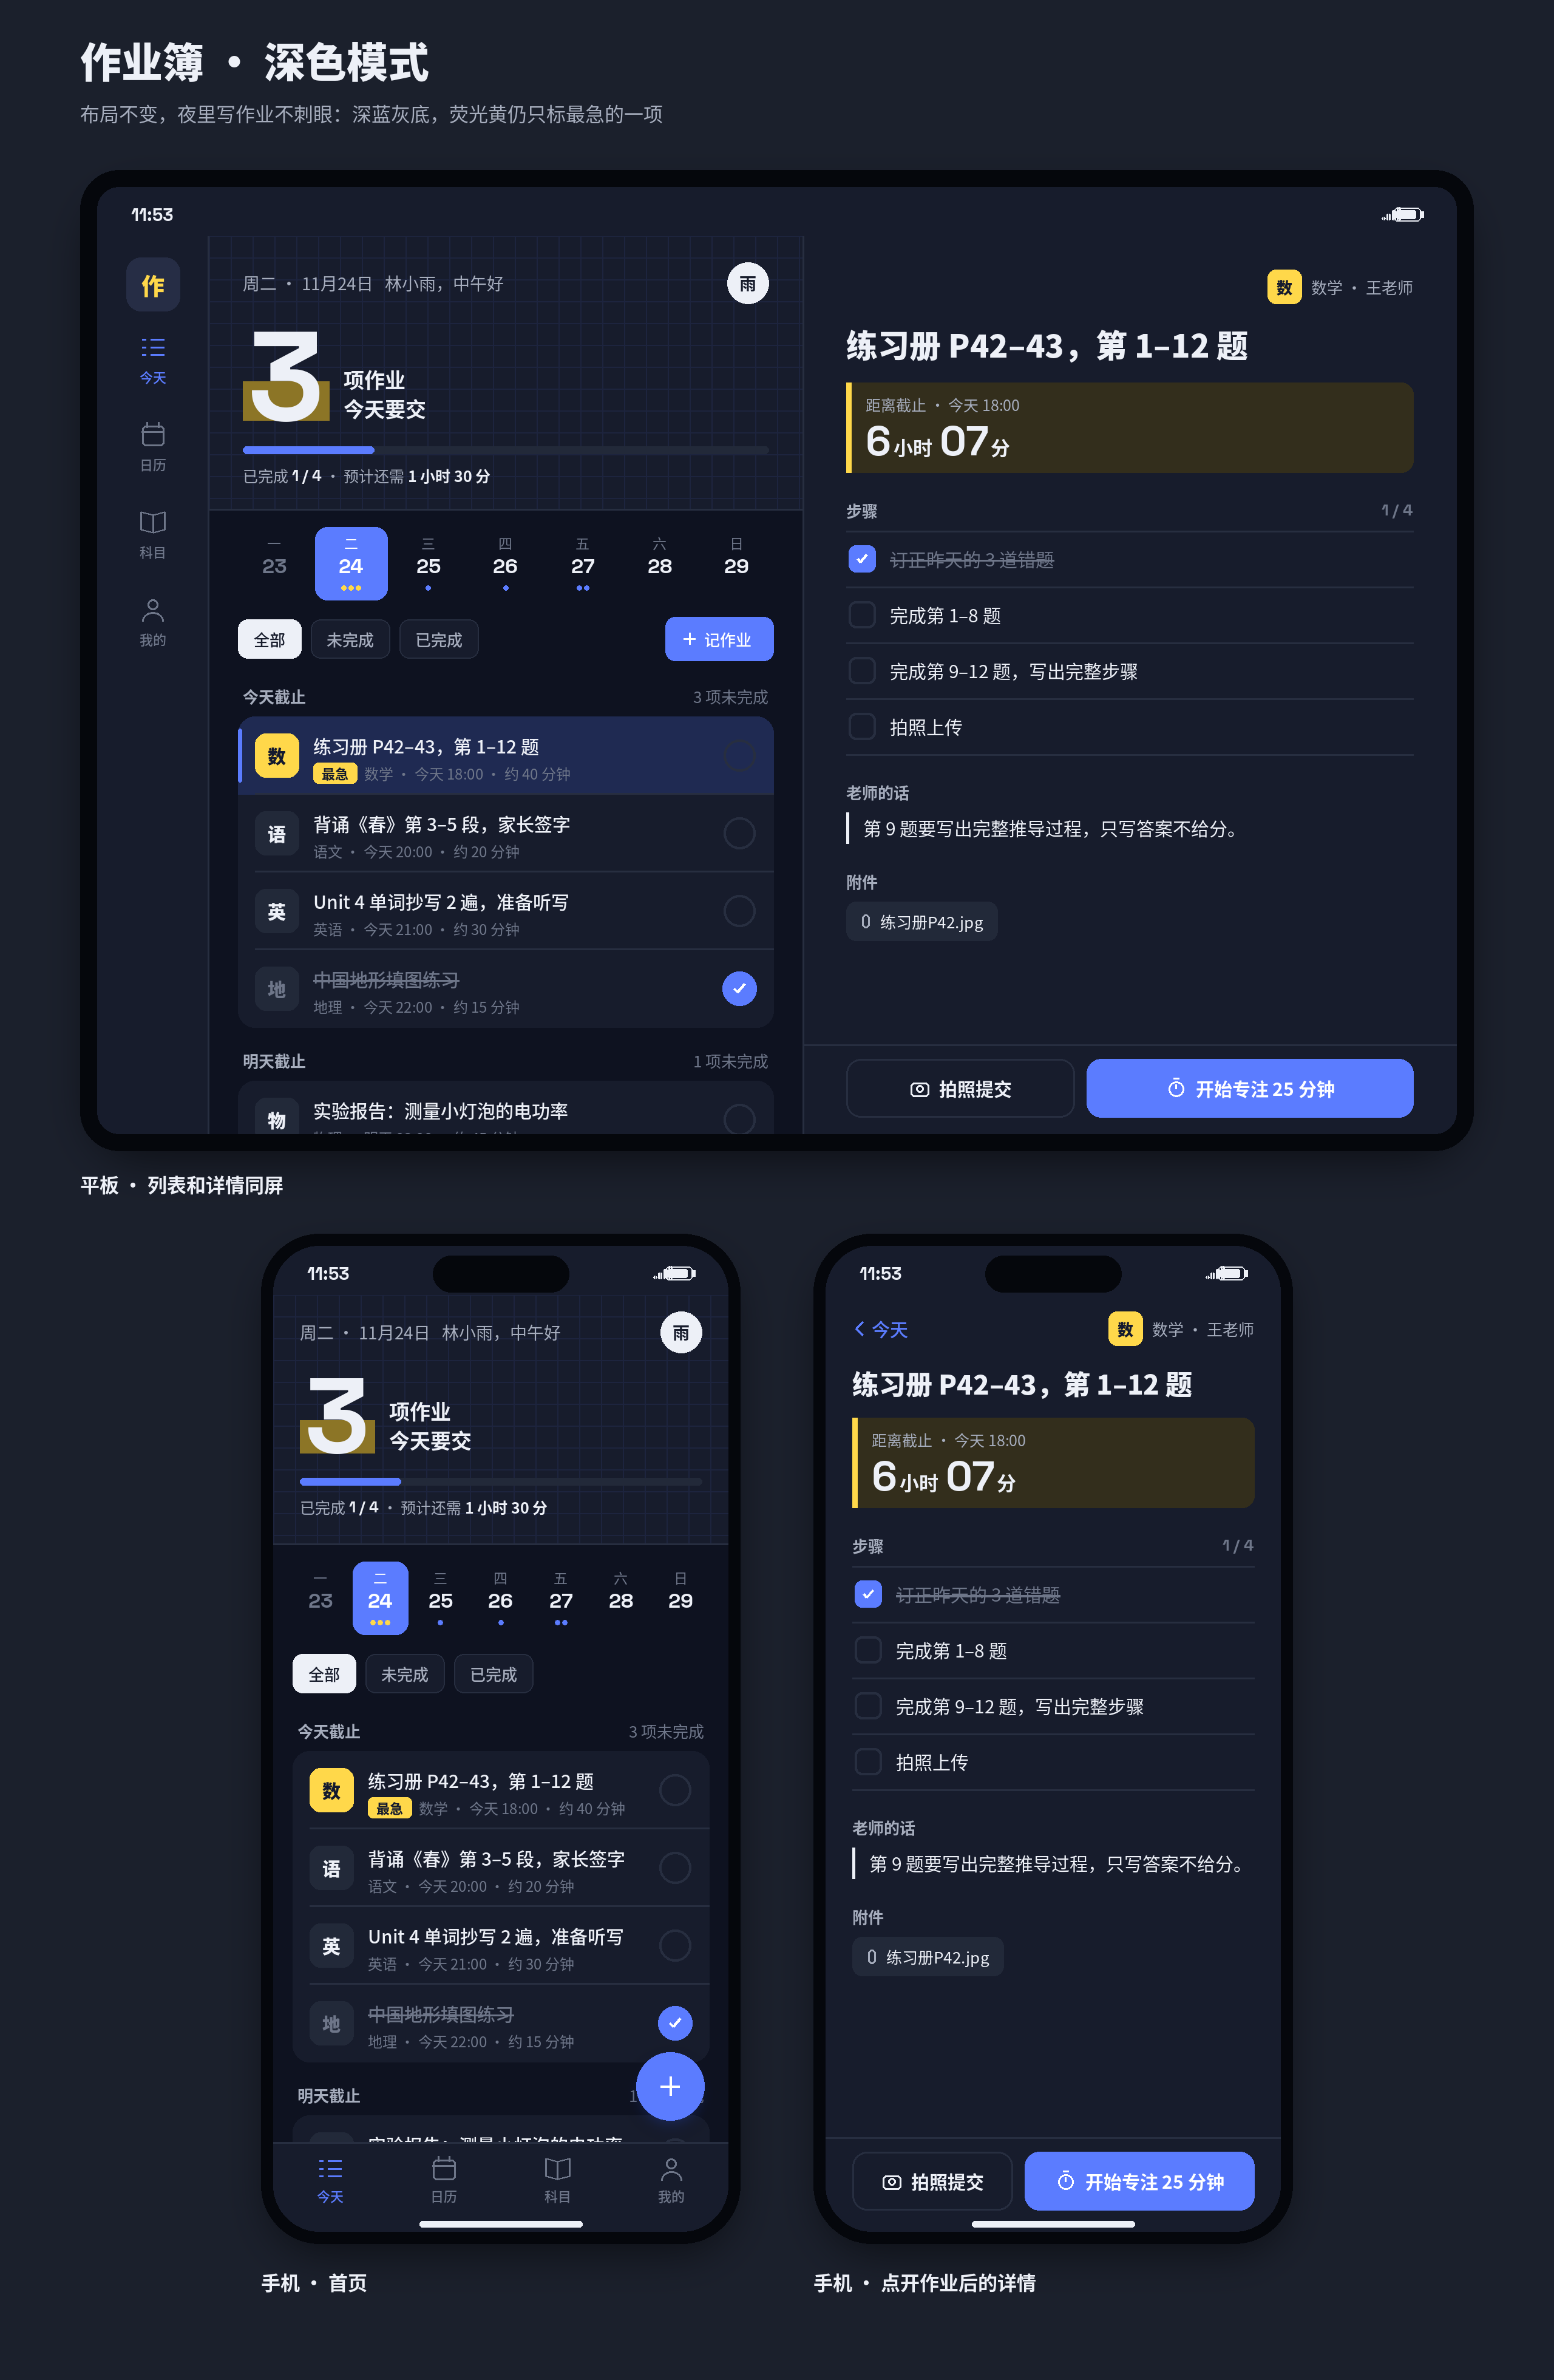 作业簿 · 深色模式
布局不变，夜里写作业不刺眼：深蓝灰底，荧光黄仍只标最急的一项
11:53
作
今天
日历
科目
我的
周二 · 11月24日 林小雨，中午好
雨
3
项作业
今天要交
已完成 1 / 4 · 预计还需 1 小时 30 分
一 二 三 四 五 六 日
23 24 25 26 27 28 29
全部 未完成 已完成
+ 记作业
今天截止 3 项未完成
数
练习册 P42–43，第 1–12 题
最急 数学 · 今天 18:00 · 约 40 分钟
语
背诵《春》第 3–5 段，家长签字
语文 · 今天 20:00 · 约 20 分钟
英
Unit 4 单词抄写 2 遍，准备听写
英语 · 今天 21:00 · 约 30 分钟
地
中国地形填图练习
地理 · 今天 22:00 · 约 15 分钟
明天截止 1 项未完成
物
实验报告：测量小灯泡的电功率
数 数学 · 王老师
练习册 P42–43，第 1–12 题
距离截止 · 今天 18:00
6 小时 07 分
步骤 1 / 4
订正昨天的 3 道错题
完成第 1–8 题
完成第 9–12 题，写出完整步骤
拍照上传
老师的话
第 9 题要写出完整推导过程，只写答案不给分。
附件
练习册P42.jpg
拍照提交
开始专注 25 分钟
平板 · 列表和详情同屏
11:53
周二 · 11月24日 林小雨，中午好
雨
3
项作业
今天要交
已完成 1 / 4 · 预计还需 1 小时 30 分
一 二 三 四 五 六 日
23 24 25 26 27 28 29
全部 未完成 已完成
今天截止 3 项未完成
数
练习册 P42–43，第 1–12 题
最急 数学 · 今天 18:00 · 约 40 分钟
语
背诵《春》第 3–5 段，家长签字
语文 · 今天 20:00 · 约 20 分钟
英
Unit 4 单词抄写 2 遍，准备听写
英语 · 今天 21:00 · 约 30 分钟
地
中国地形填图练习
地理 · 今天 22:00 · 约 15 分钟
明天截止 1
+
今天 日历 科目 我的
手机 · 首页
11:53
今天
数 数学 · 王老师
练习册 P42–43，第 1–12 题
距离截止 · 今天 18:00
6 小时 07 分
步骤 1 / 4
订正昨天的 3 道错题
完成第 1–8 题
完成第 9–12 题，写出完整步骤
拍照上传
老师的话
第 9 题要写出完整推导过程，只写答案不给分。
附件
练习册P42.jpg
拍照提交
开始专注 25 分钟
手机 · 点开作业后的详情